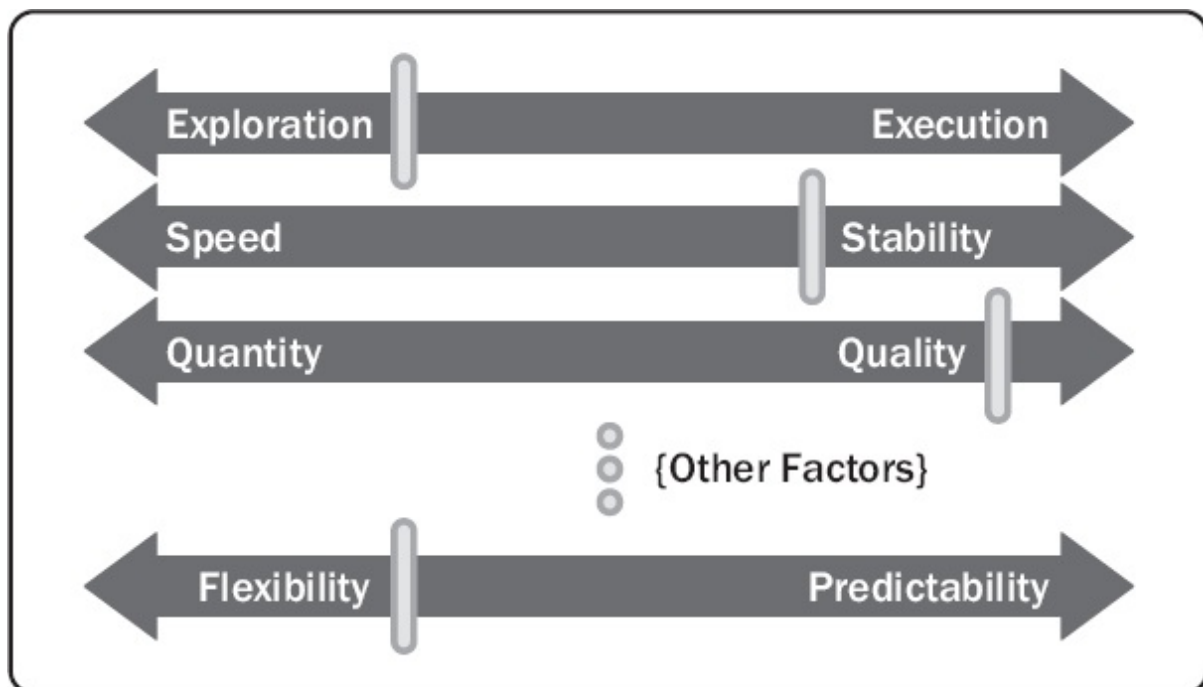 Exploration Execution
Speed Stability
Quantity Quality
{Other Factors}
Flexibility Predictability